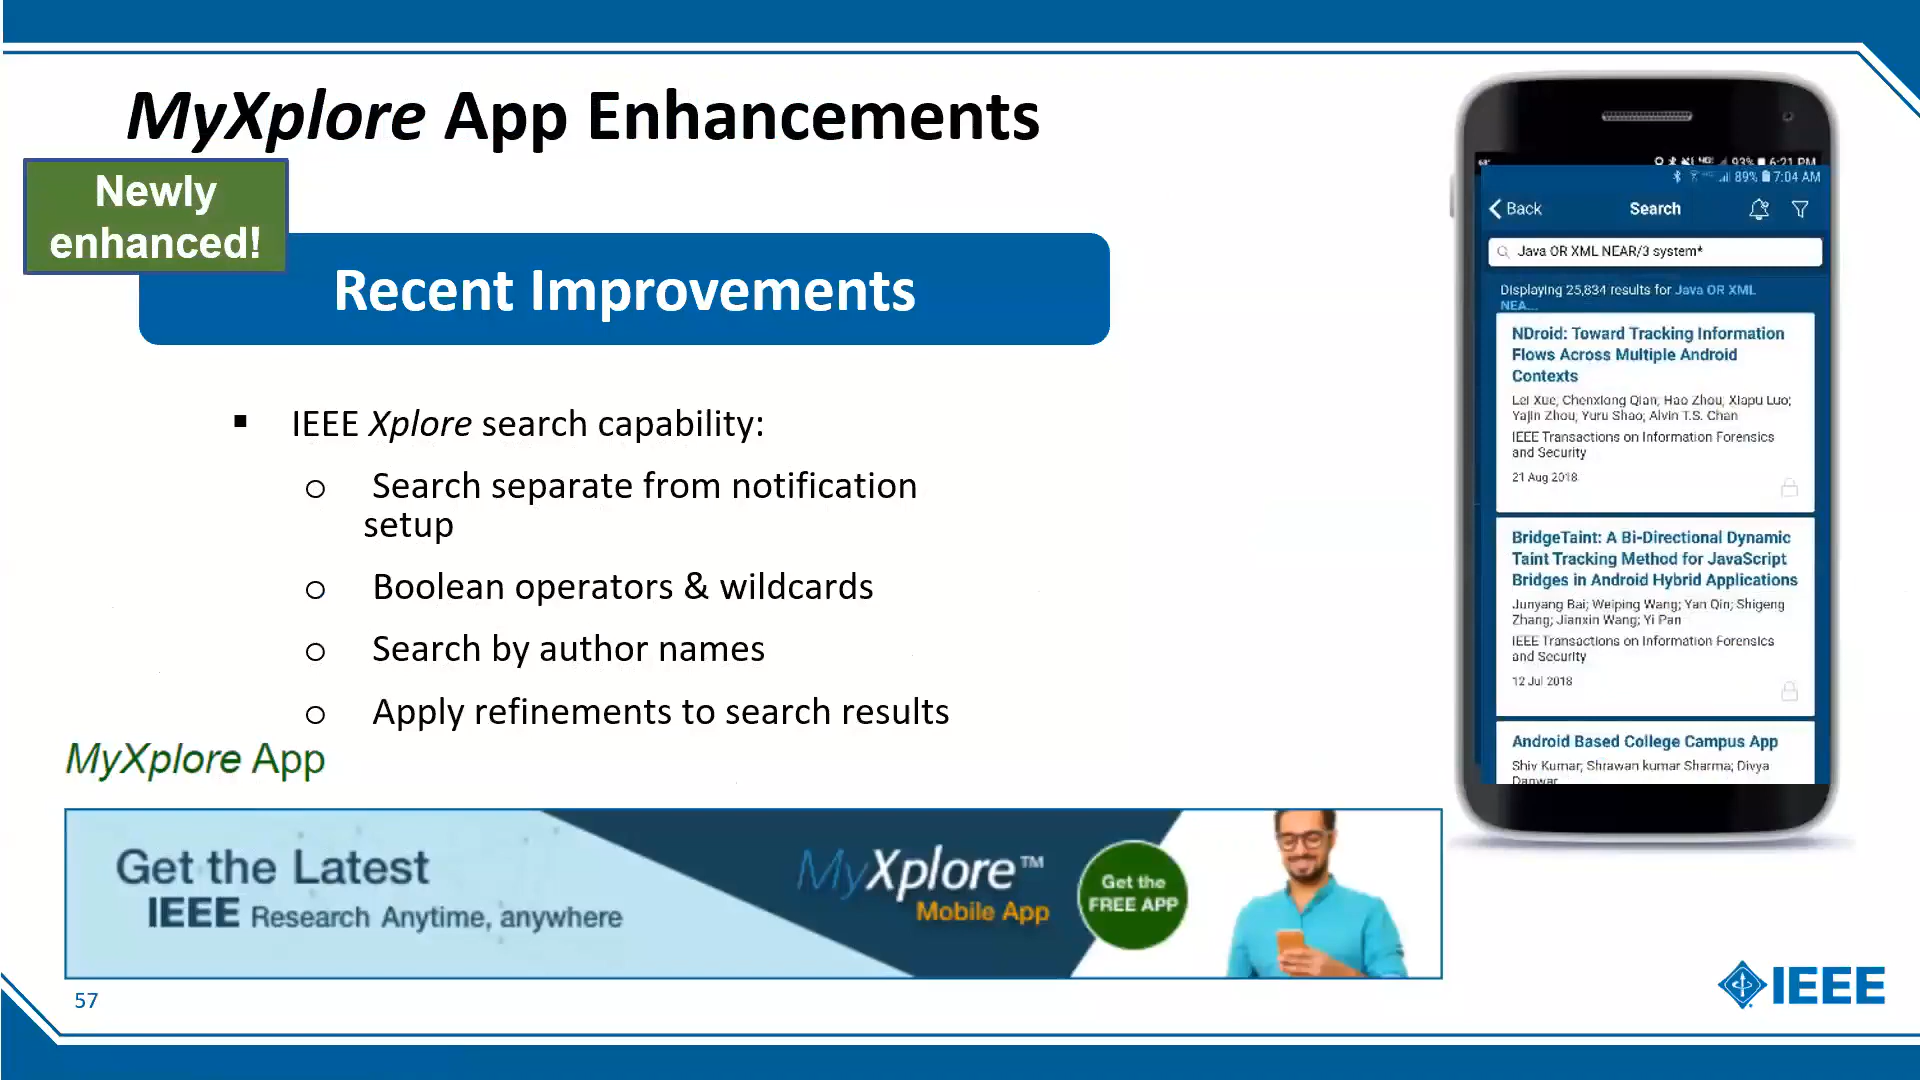 MyXplore App Enhancements
Newly
enhanced!
Recent Improvements
▪ IEEE Xplore search capability:
o Search separate from notification
setup
o Boolean operators & wildcards
o Search by author names
o Apply refinements to search results
MyXplore App
Get the Latest
IEEE Research Anytime, anywhere
MyXplore™
Mobile App
Get the
FREE APP
57
93% 6:21 PM
89% 7:04 AM
Back
Search
Java OR XML NEAR/3 system*
Displaying 25,834 results for Java OR XML
NEA...
NDroid: Toward Tracking Information
Flows Across Multiple Android
Contexts
Lei Xue; Chenxiong Qian; Hao Zhou; Xiapu Luo;
Yajin Zhou; Yuru Shao; Alvin T.S. Chan
IEEE Transactions on Information Forensics
and Security
21 Aug 2018
BridgeTaint: A Bi-Directional Dynamic
Taint Tracking Method for JavaScript
Bridges in Android Hybrid Applications
Junyang Bai; Weiping Wang; Yan Qin; Shigeng
Zhang; Jianxin Wang; Yi Pan
IEEE Transactions on Information Forensics
and Security
12 Jul 2018
Android Based College Campus App
Shiv Kumar; Shrawan kumar Sharma; Divya
IEEE